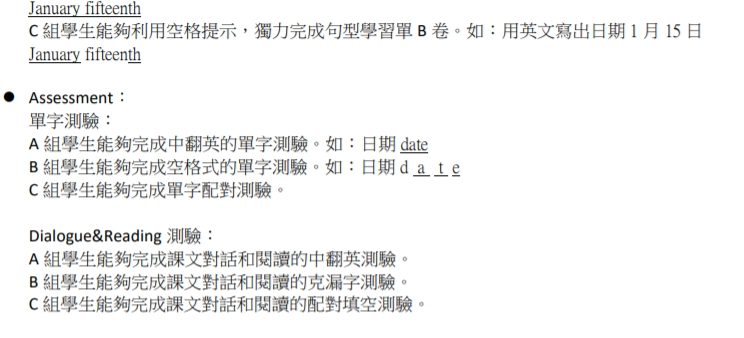 January fifteenth
C 組學生能夠利用空格提示，獨力完成句型學習單 B 卷。如：用英文寫出日期 1 月 15 日
January fifteenth
● Assessment：
單字測驗：
A 組學生能夠完成中翻英的單字測驗。如：日期 date
B 組學生能夠完成空格式的單字測驗。如：日期 d a t e
C 組學生能夠完成單字配對測驗。
Dialogue&Reading 測驗：
A 組學生能夠完成課文對話和閱讀的中翻英測驗。
B 組學生能夠完成課文對話和閱讀的克漏字測驗。
C 組學生能夠完成課文對話和閱讀的配對填空測驗。